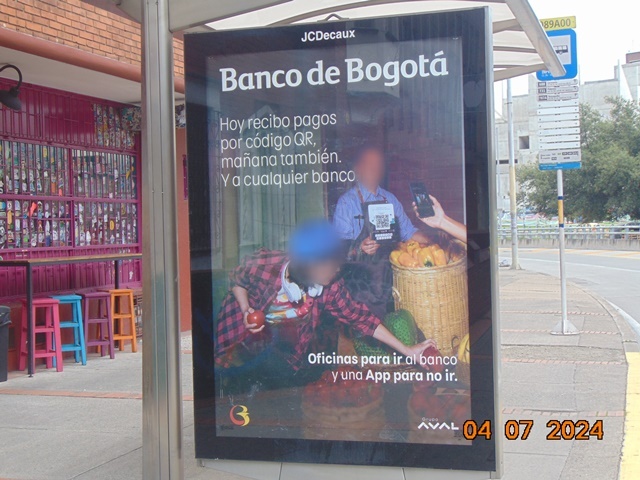 JCDecaux
Banco de Bogotá
Hoy recibo pagos
por código QR,
mañana también.
Y a cualquier banco
Oficinas para ir al banco
y una App para no ir.
Grupo
AVAL
04 07 2024